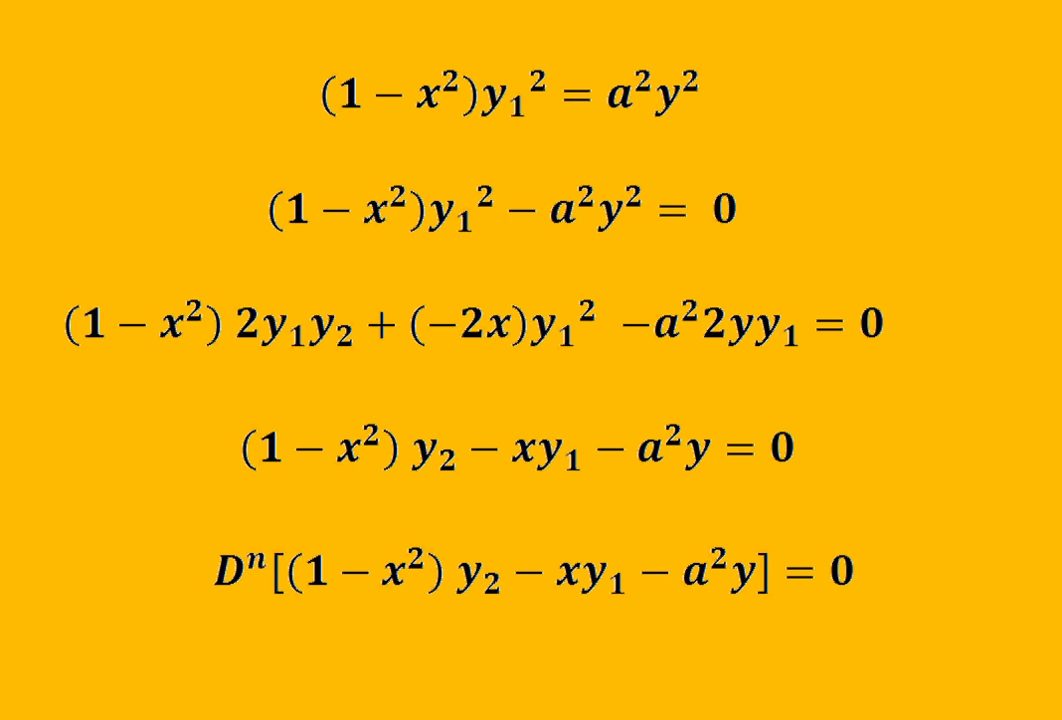 (1 − x²)y₁² = a²y²
(1 − x²)y₁² − a²y² = 0
(1 − x²) 2y₁y₂ + (−2x)y₁² −a²2yy₁ = 0
(1 − x²) y₂ − xy₁ − a²y = 0
Dⁿ[(1 − x²) y₂ − xy₁ − a²y] = 0